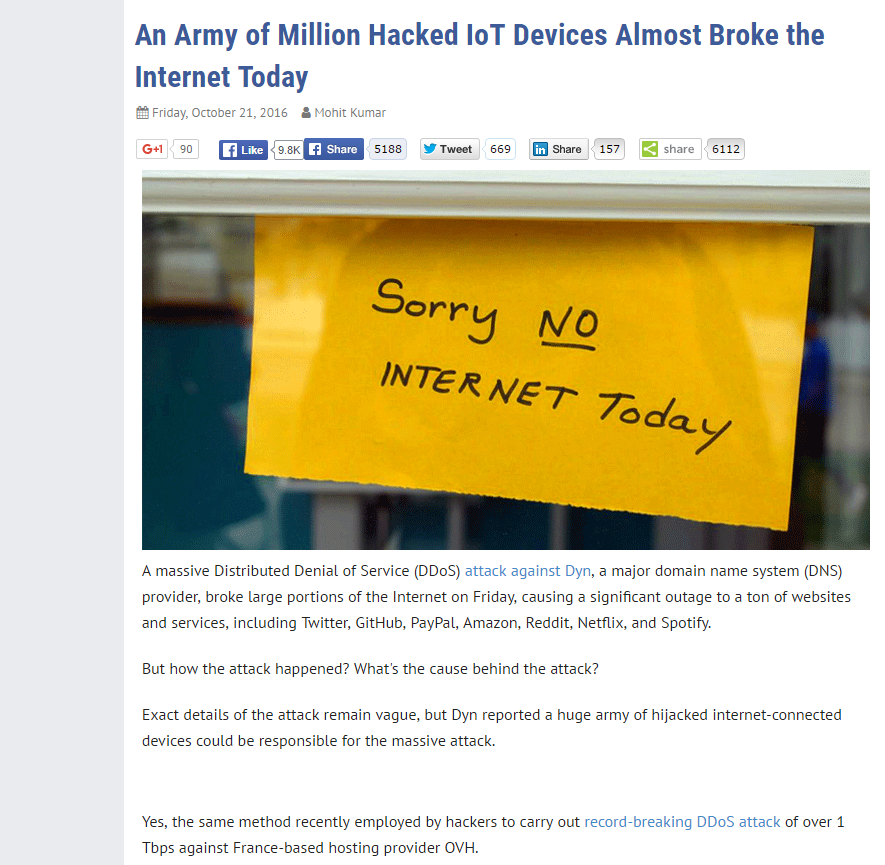 An Army of Million Hacked IoT Devices Almost Broke the
Internet Today
Friday, October 21, 2016 Mohit Kumar
G+1 90 Like 9.8K Share 5188 Tweet 669 in Share 157 share 6112
Sorry NO
INTERNET Today
A massive Distributed Denial of Service (DDoS) attack against Dyn, a major domain name system (DNS)
provider, broke large portions of the Internet on Friday, causing a significant outage to a ton of websites
and services, including Twitter, GitHub, PayPal, Amazon, Reddit, Netflix, and Spotify.
But how the attack happened? What's the cause behind the attack?
Exact details of the attack remain vague, but Dyn reported a huge army of hijacked internet-connected
devices could be responsible for the massive attack.
Yes, the same method recently employed by hackers to carry out record-breaking DDoS attack of over 1
Tbps against France-based hosting provider OVH.